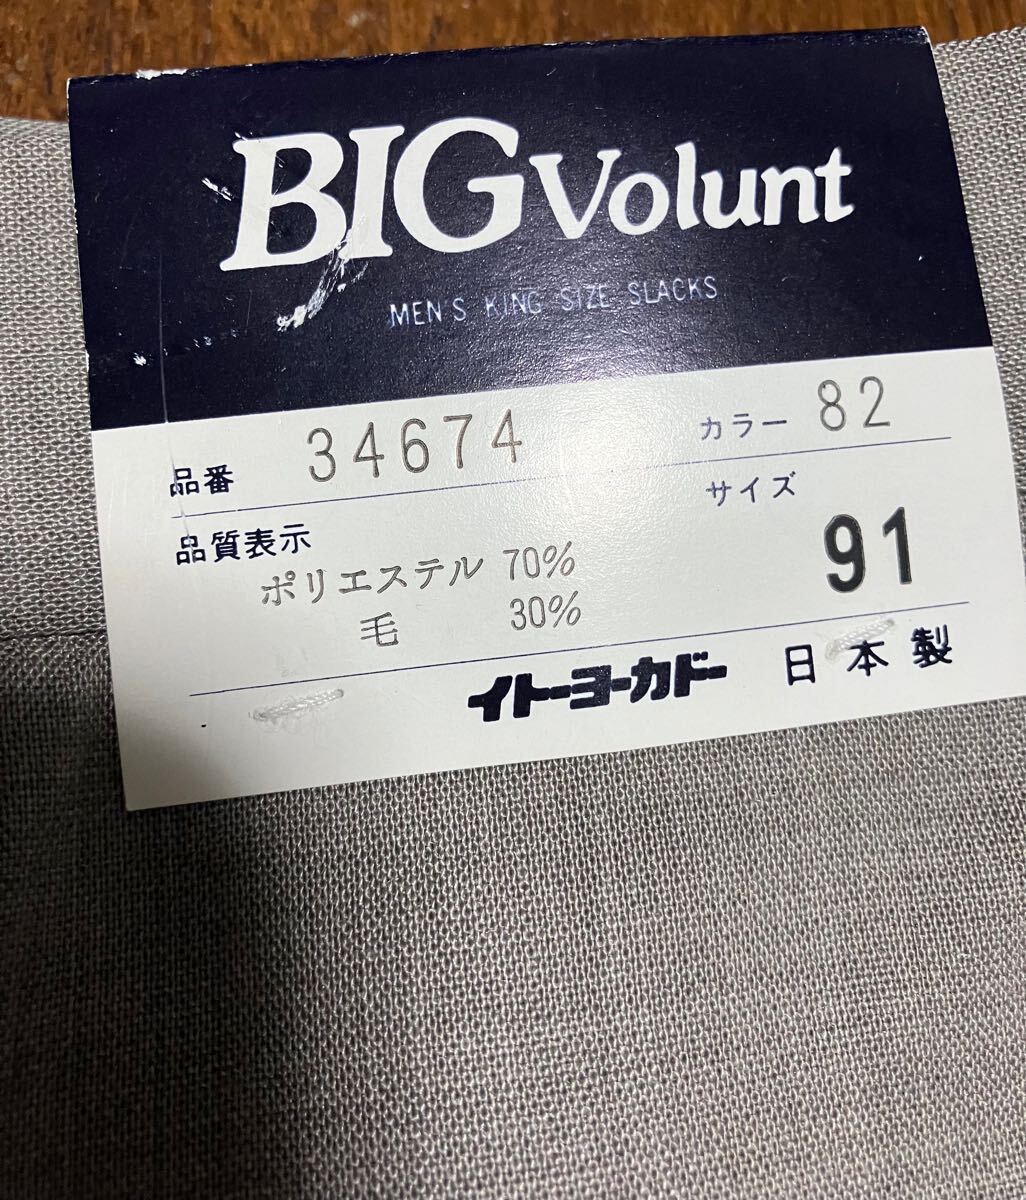 BIG Volunt
MEN'S KING SIZE SLACKS
品番 34674 カラー 82
品質表示 サイズ
ポリエステル 70% 91
毛 30%
イトーヨーカドー 日本製